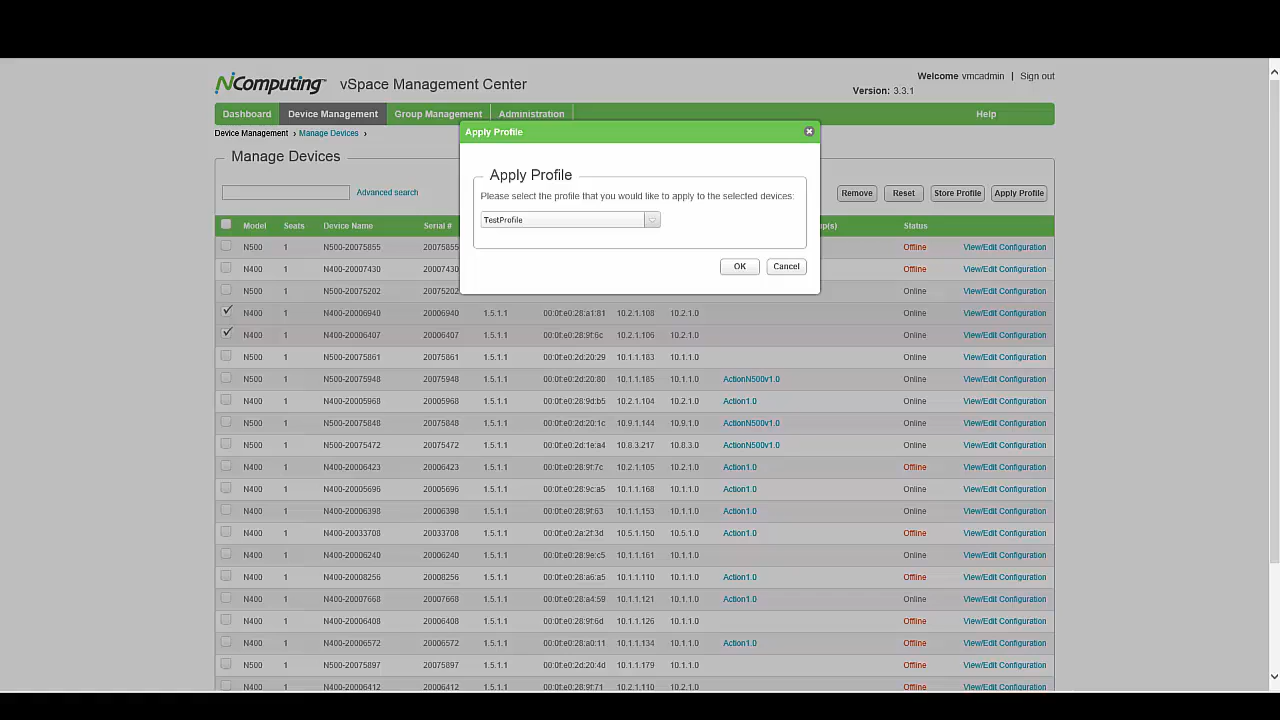 NComputing vSpace Management Center
Welcome vmcadmin | Sign out
Version: 3.3.1
Dashboard Device Management Group Management Administration Help
Device Management › Manage Devices ›
Manage Devices
Advanced search Remove Reset Store Profile Apply Profile
Apply Profile
Apply Profile
Please select the profile that you would like to apply to the selected devices:
TestProfile
OK Cancel
Model Seats Device Name Serial # Status
N500 1 N500-20075855 20075855 Offline View/Edit Configuration
N400 1 N400-20007430 20007430 Offline View/Edit Configuration
N500 1 N500-20075202 20075202 Online View/Edit Configuration
N400 1 N400-20006940 20006940 1.5.1.1 00:0f:e0:28:a1:81 10.2.1.108 10.2.1.0 Online View/Edit Configuration
N400 1 N400-20006407 20006407 1.5.1.1 00:0f:e0:28:9f:6c 10.2.1.106 10.2.1.0 Online View/Edit Configuration
N500 1 N500-20075861 20075861 1.5.1.1 00:0f:e0:2d:20:29 10.1.1.183 10.1.1.0 Online View/Edit Configuration
N500 1 N500-20075948 20075948 1.5.1.1 00:0f:e0:2d:20:80 10.1.1.185 10.1.1.0 ActionN500v1.0 Online View/Edit Configuration
N400 1 N400-20005968 20005968 1.5.1.1 00:0f:e0:28:9d:b5 10.2.1.104 10.2.1.0 Action1.0 Online View/Edit Configuration
N500 1 N500-20075848 20075848 1.5.1.1 00:0f:e0:2d:20:1c 10.9.1.144 10.9.1.0 ActionN500v1.0 Online View/Edit Configuration
N500 1 N500-20075472 20075472 1.5.1.1 00:0f:e0:2d:1e:a4 10.8.3.217 10.8.3.0 ActionN500v1.0 Online View/Edit Configuration
N400 1 N400-20006423 20006423 1.5.1.1 00:0f:e0:28:9f:7c 10.2.1.105 10.2.1.0 Action1.0 Offline View/Edit Configuration
N400 1 N400-20005696 20005696 1.5.1.1 00:0f:e0:28:9c:a5 10.1.1.168 10.1.1.0 Action1.0 Online View/Edit Configuration
N400 1 N400-20006398 20006398 1.5.1.1 00:0f:e0:28:9f:63 10.1.1.153 10.1.1.0 Action1.0 Online View/Edit Configuration
N400 1 N400-20033708 20033708 1.5.1.1 00:0f:e0:2a:2f:3d 10.5.1.150 10.5.1.0 Action1.0 Offline View/Edit Configuration
N400 1 N400-20006240 20006240 1.5.1.1 00:0f:e0:28:9e:c5 10.1.1.161 10.1.1.0 Online View/Edit Configuration
N400 1 N400-20008256 20008256 1.5.1.1 00:0f:e0:28:a6:a5 10.1.1.110 10.1.1.0 Action1.0 Offline View/Edit Configuration
N400 1 N400-20007668 20007668 1.5.1.1 00:0f:e0:28:a4:59 10.1.1.121 10.1.1.0 Action1.0 Online View/Edit Configuration
N400 1 N400-20006408 20006408 1.5.1.1 00:0f:e0:28:9f:6d 10.1.1.126 10.1.1.0 Offline View/Edit Configuration
N400 1 N400-20006572 20006572 1.5.1.1 00:0f:e0:28:a0:11 10.1.1.134 10.1.1.0 Action1.0 Offline View/Edit Configuration
N500 1 N500-20075897 20075897 1.5.1.1 00:0f:e0:2d:20:4d 10.1.1.179 10.1.1.0 Offline View/Edit Configuration
N400 1 N400-20006412 20006412 1.5.1.1 00:0f:e0:28:9f:71 10.2.1.110 10.2.1.0 Offline View/Edit Configuration